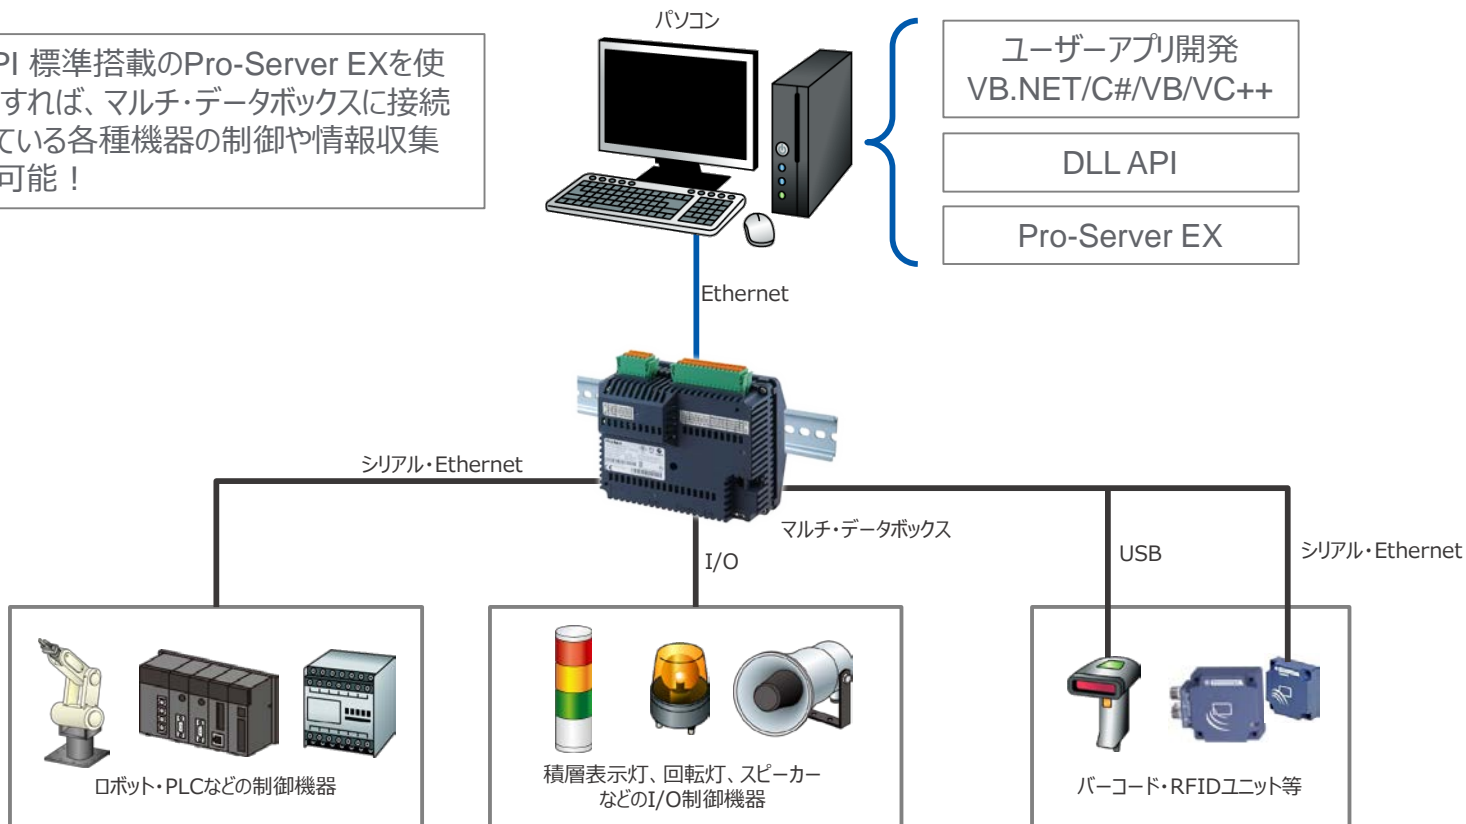 パソコン
PI 標準搭載のPro-Server EXを使
すれば、マルチ・データボックスに接続
ている各種機器の制御や情報収集
可能！
ユーザーアプリ開発
VB.NET/C#/VB/VC++
DLL API
Pro-Server EX
Ethernet
シリアル・Ethernet
マルチ・データボックス
I/O
USB
シリアル・Ethernet
ロボット・PLCなどの制御機器
積層表示灯、回転灯、スピーカー
などのI/O制御機器
バーコード・RFIDユニット等